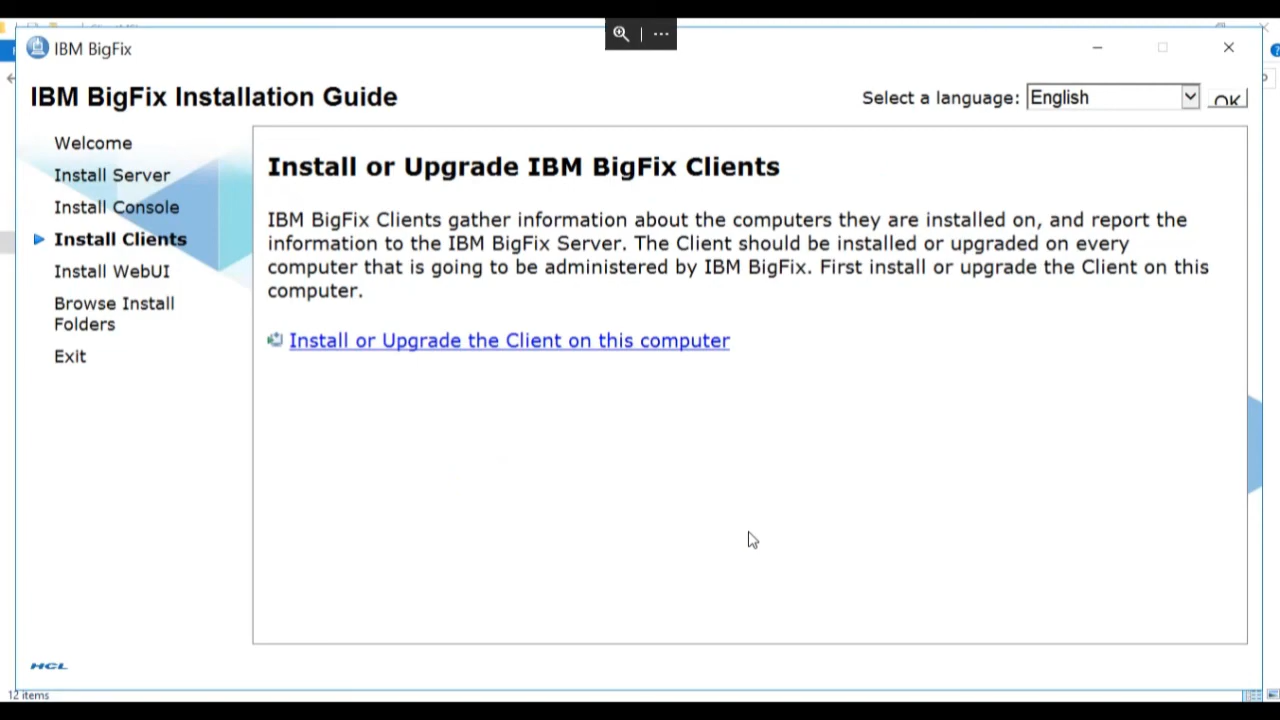 IBM BigFix
IBM BigFix Installation Guide
Select a language: English OK
Welcome
Install Server
Install Console
Install Clients
Install WebUI
Browse Install
Folders
Exit
Install or Upgrade IBM BigFix Clients
IBM BigFix Clients gather information about the computers they are installed on, and report the
information to the IBM BigFix Server. The Client should be installed or upgraded on every
computer that is going to be administered by IBM BigFix. First install or upgrade the Client on this
computer.
Install or Upgrade the Client on this computer
HCL
12 items